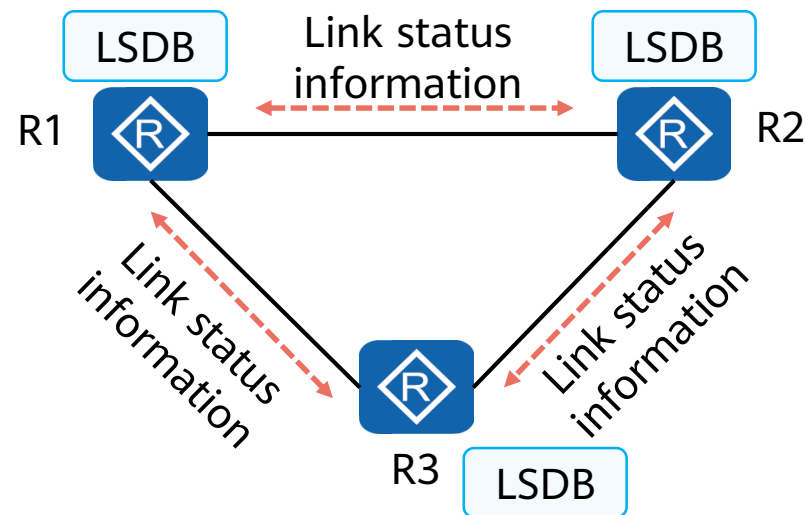 LSDB
Link status
information
LSDB
R1
R
R
R2
Link status
information
Link status
information
R
R3
LSDB